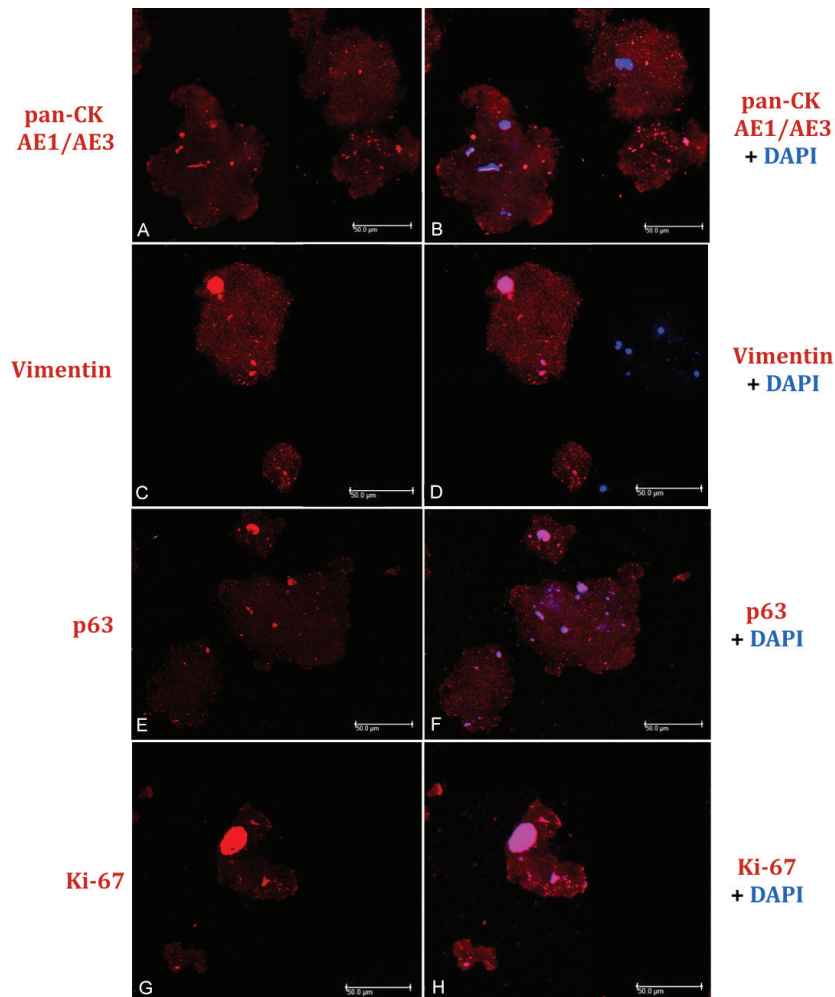 pan-CK
AE1/AE3
A
50.0 µm
B
50.0 µm
pan-CK
AE1/AE3
+ DAPI
Vimentin
C
50.0 µm
D
50.0 µm
Vimentin
+ DAPI
p63
E
50.0 µm
F
50.0 µm
p63
+ DAPI
Ki-67
G
50.0 µm
H
50.0 µm
Ki-67
+ DAPI